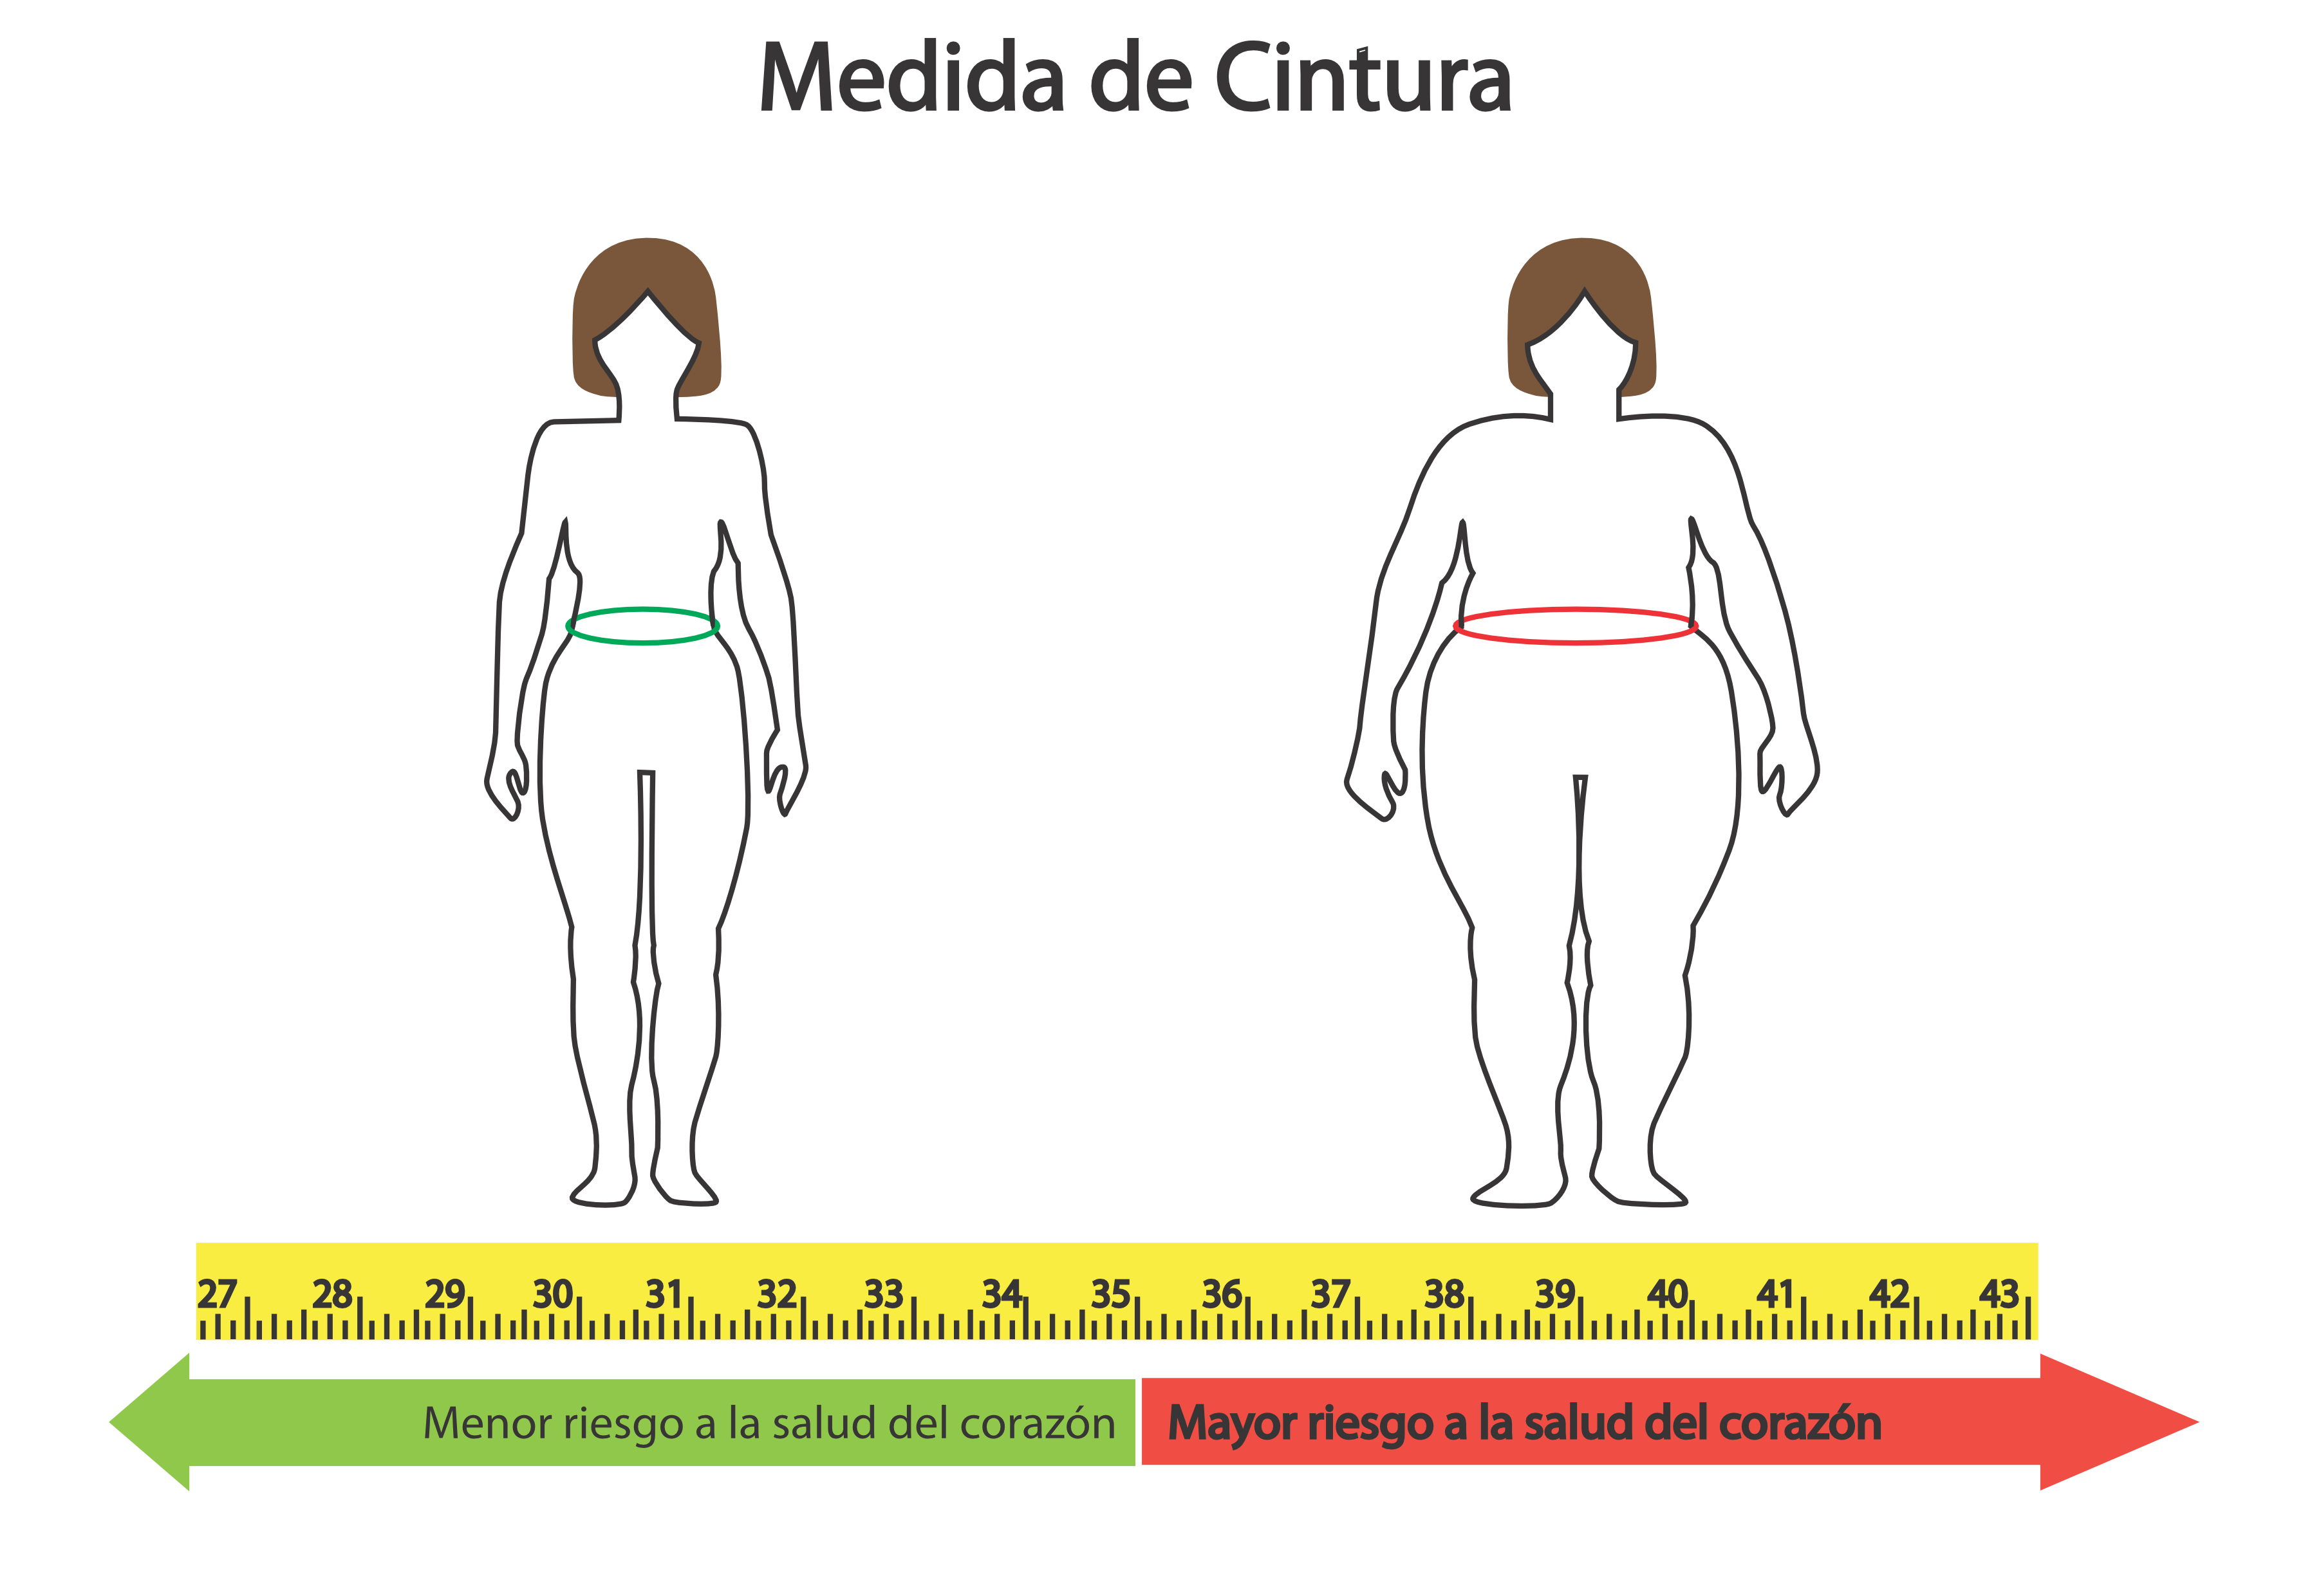 Medida de Cintura
27 28 29 30 31 32 33 34 35 36 37 38 39 40 41 42 43
Menor riesgo a la salud del corazón
Mayor riesgo a la salud del corazón